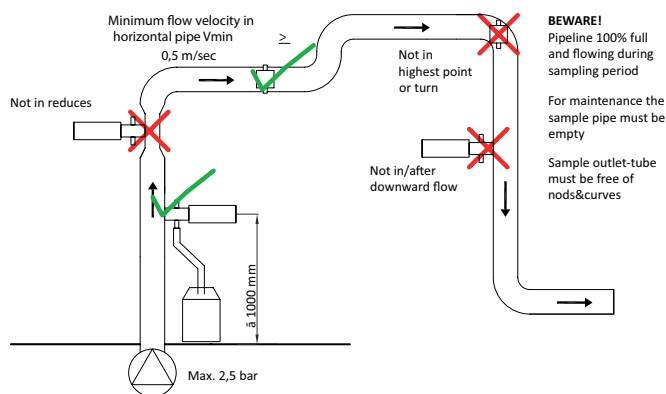 Minimum flow velocity in
horizontal pipe Vmin
≥
0,5 m/sec
Not in reduces
Not in
highest point
or turn
Not in/after
downward flow
BEWARE!
Pipeline 100% full
and flowing during
sampling period
For maintenance the
sample pipe must be
empty
Sample outlet-tube
must be free of
nods&curves
ā 1000 mm
Max. 2,5 bar